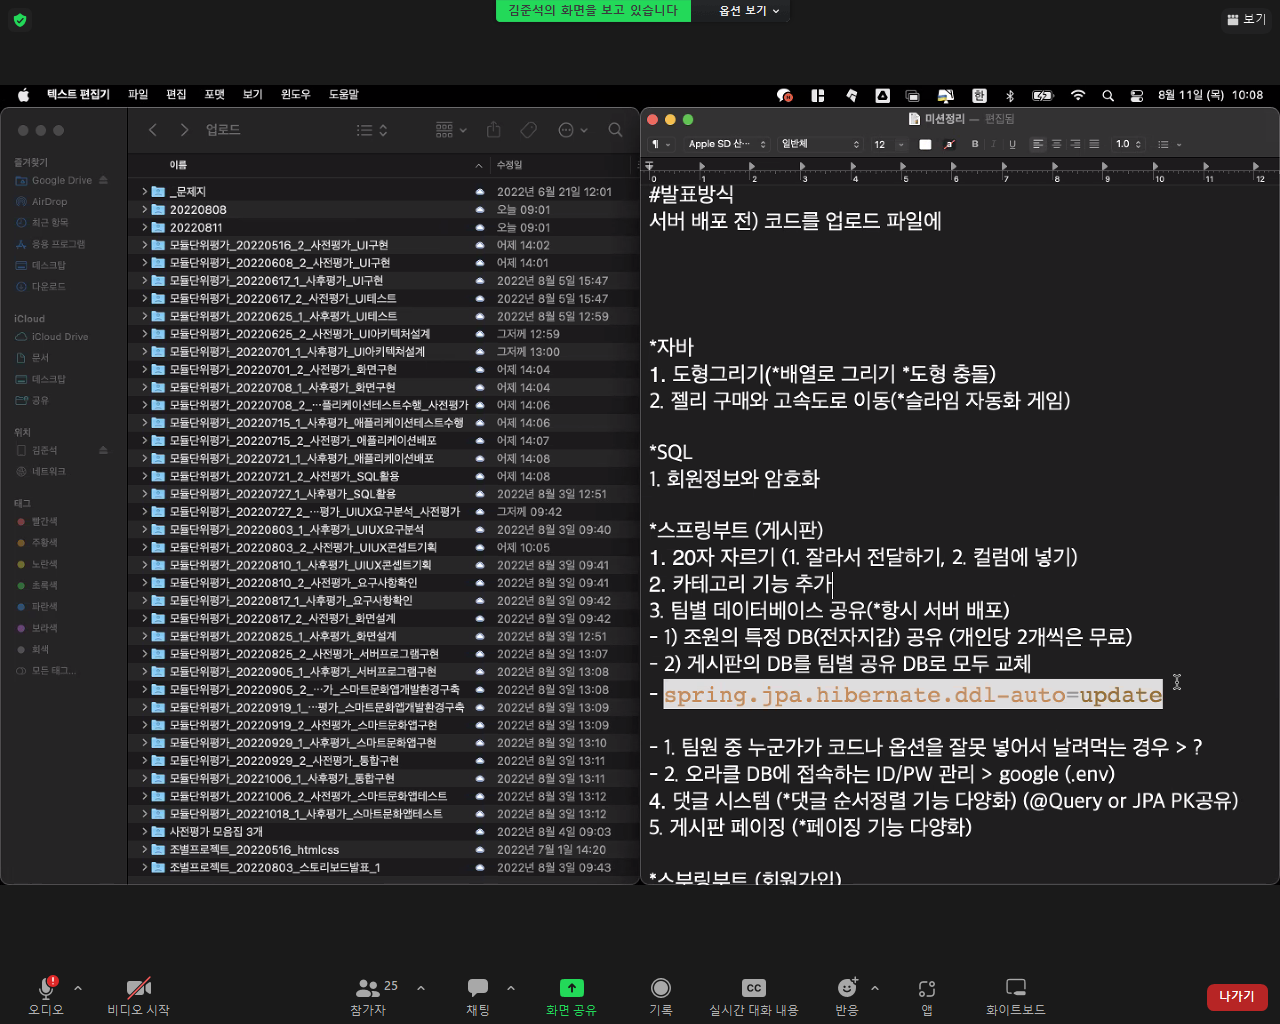 김준석의 화면을 보고 있습니다
옵션 보기
보기
텍스트 편집기 파일 편집 포맷 보기 윈도우 도움말
한
8월 11일 (목) 10:08
업로드
이름 수정일
즐겨찾기
Google Drive
AirDrop
최근 항목
응용 프로그램
데스크탑
다운로드
iCloud
iCloud Drive
문서
데스크탑
공유
위치
김준석
네트워크
태그
빨간색
주황색
노란색
초록색
파란색
보라색
회색
모든 태그...
_문제지 2022년 6월 21일 12:01
20220808 오늘 09:01
20220811 오늘 09:01
모듈단위평가_20220516_2_사전평가_UI구현 어제 14:02
모듈단위평가_20220608_2_사전평가_UI구현 어제 14:01
모듈단위평가_20220617_1_사후평가_UI구현 2022년 8월 5일 15:47
모듈단위평가_20220617_2_사전평가_UI테스트 2022년 8월 5일 15:47
모듈단위평가_20220625_1_사후평가_UI테스트 2022년 8월 5일 12:59
모듈단위평가_20220625_2_사전평가_UI아키텍처설계 그저께 12:59
모듈단위평가_20220701_1_사후평가_UI아키텍쳐설계 그저께 13:00
모듈단위평가_20220701_2_사전평가_화면구현 어제 14:04
모듈단위평가_20220708_1_사후평가_화면구현 어제 14:04
모듈단위평가_20220708_2_…플리케이션테스트수행_사전평가 어제 14:06
모듈단위평가_20220715_1_사후평가_애플리케이션테스트수행 어제 14:06
모듈단위평가_20220715_2_사전평가_애플리케이션배포 어제 14:07
모듈단위평가_20220721_1_사후평가_애플리케이션배포 어제 14:08
모듈단위평가_20220721_2_사전평가_SQL활용 어제 14:08
모듈단위평가_20220727_1_사후평가_SQL활용 2022년 8월 3일 12:51
모듈단위평가_20220727_2_…평가_UIUX요구분석_사전평가 그저께 09:42
모듈단위평가_20220803_1_사후평가_UIUX요구분석 2022년 8월 3일 09:40
모듈단위평가_20220803_2_사전평가_UIUX콘셉트기획 어제 10:05
모듈단위평가_20220810_1_사후평가_UIUX콘셉트기획 2022년 8월 3일 09:41
모듈단위평가_20220810_2_사전평가_요구사항확인 2022년 8월 3일 09:41
모듈단위평가_20220817_1_사후평가_요구사항확인 2022년 8월 3일 09:42
모듈단위평가_20220817_2_사전평가_화면설계 2022년 8월 3일 09:42
모듈단위평가_20220825_1_사후평가_화면설계 2022년 8월 3일 12:51
모듈단위평가_20220825_2_사전평가_서버프로그램구현 2022년 8월 3일 13:07
모듈단위평가_20220905_1_사후평가_서버프로그램구현 2022년 8월 3일 13:08
모듈단위평가_20220905_2_…가_스마트문화앱개발환경구축 2022년 8월 3일 13:08
모듈단위평가_20220919_1_…평가_스마트문화앱개발환경구축 2022년 8월 3일 13:09
모듈단위평가_20220919_2_사전평가_스마트문화앱구현 2022년 8월 3일 13:09
모듈단위평가_20220929_1_사후평가_스마트문화앱구현 2022년 8월 3일 13:10
모듈단위평가_20220929_2_사전평가_통합구현 2022년 8월 3일 13:11
모듈단위평가_20221006_1_사후평가_통합구현 2022년 8월 3일 13:11
모듈단위평가_20221006_2_사전평가_스마트문화앱테스트 2022년 8월 3일 13:12
모듈단위평가_20221018_1_사후평가_스마트문화앱테스트 2022년 8월 3일 13:12
사전평가 모음집 3개 2022년 8월 4일 09:03
조별프로젝트_20220516_htmlcss 2022년 7월 1일 14:20
조별프로젝트_20220803_스토리보드발표_1 2022년 8월 3일 09:43
미션정리 — 편집됨
Apple SD 산… 일반체 12 a B I U 1.0
0 1 2 3 4 5 6 7 8 9 10 11 12
#발표방식
서버 배포 전) 코드를 업로드 파일에
*자바
1. 도형그리기(*배열로 그리기 *도형 충돌)
2. 젤리 구매와 고속도로 이동(*슬라임 자동화 게임)
*SQL
1. 회원정보와 암호화
*스프링부트 (게시판)
1. 20자 자르기 (1. 잘라서 전달하기, 2. 컬럼에 넣기)
2. 카테고리 기능 추가
3. 팀별 데이터베이스 공유(*항시 서버 배포)
- 1) 조원의 특정 DB(전자지갑) 공유 (개인당 2개씩은 무료)
- 2) 게시판의 DB를 팀별 공유 DB로 모두 교체
- spring.jpa.hibernate.ddl-auto=update
- 1. 팀원 중 누군가가 코드나 옵션을 잘못 넣어서 날려먹는 경우 > ?
- 2. 오라클 DB에 접속하는 ID/PW 관리 > google (.env)
4. 댓글 시스템 (*댓글 순서정렬 기능 다양화) (@Query or JPA PK공유)
5. 게시판 페이징 (*페이징 기능 다양화)
*스부링부트 (회원가입)
오디오
비디오 시작
참가자 25
채팅
화면 공유
기록
CC
실시간 대화 내용
반응
앱
화이트보드
나가기